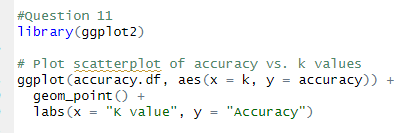 #Question 11
library(ggplot2)
# Plot scatterplot of accuracy vs. k values
ggplot(accuracy.df, aes(x = k, y = accuracy)) +
  geom_point() +
  labs(x = "K value", y = "Accuracy")